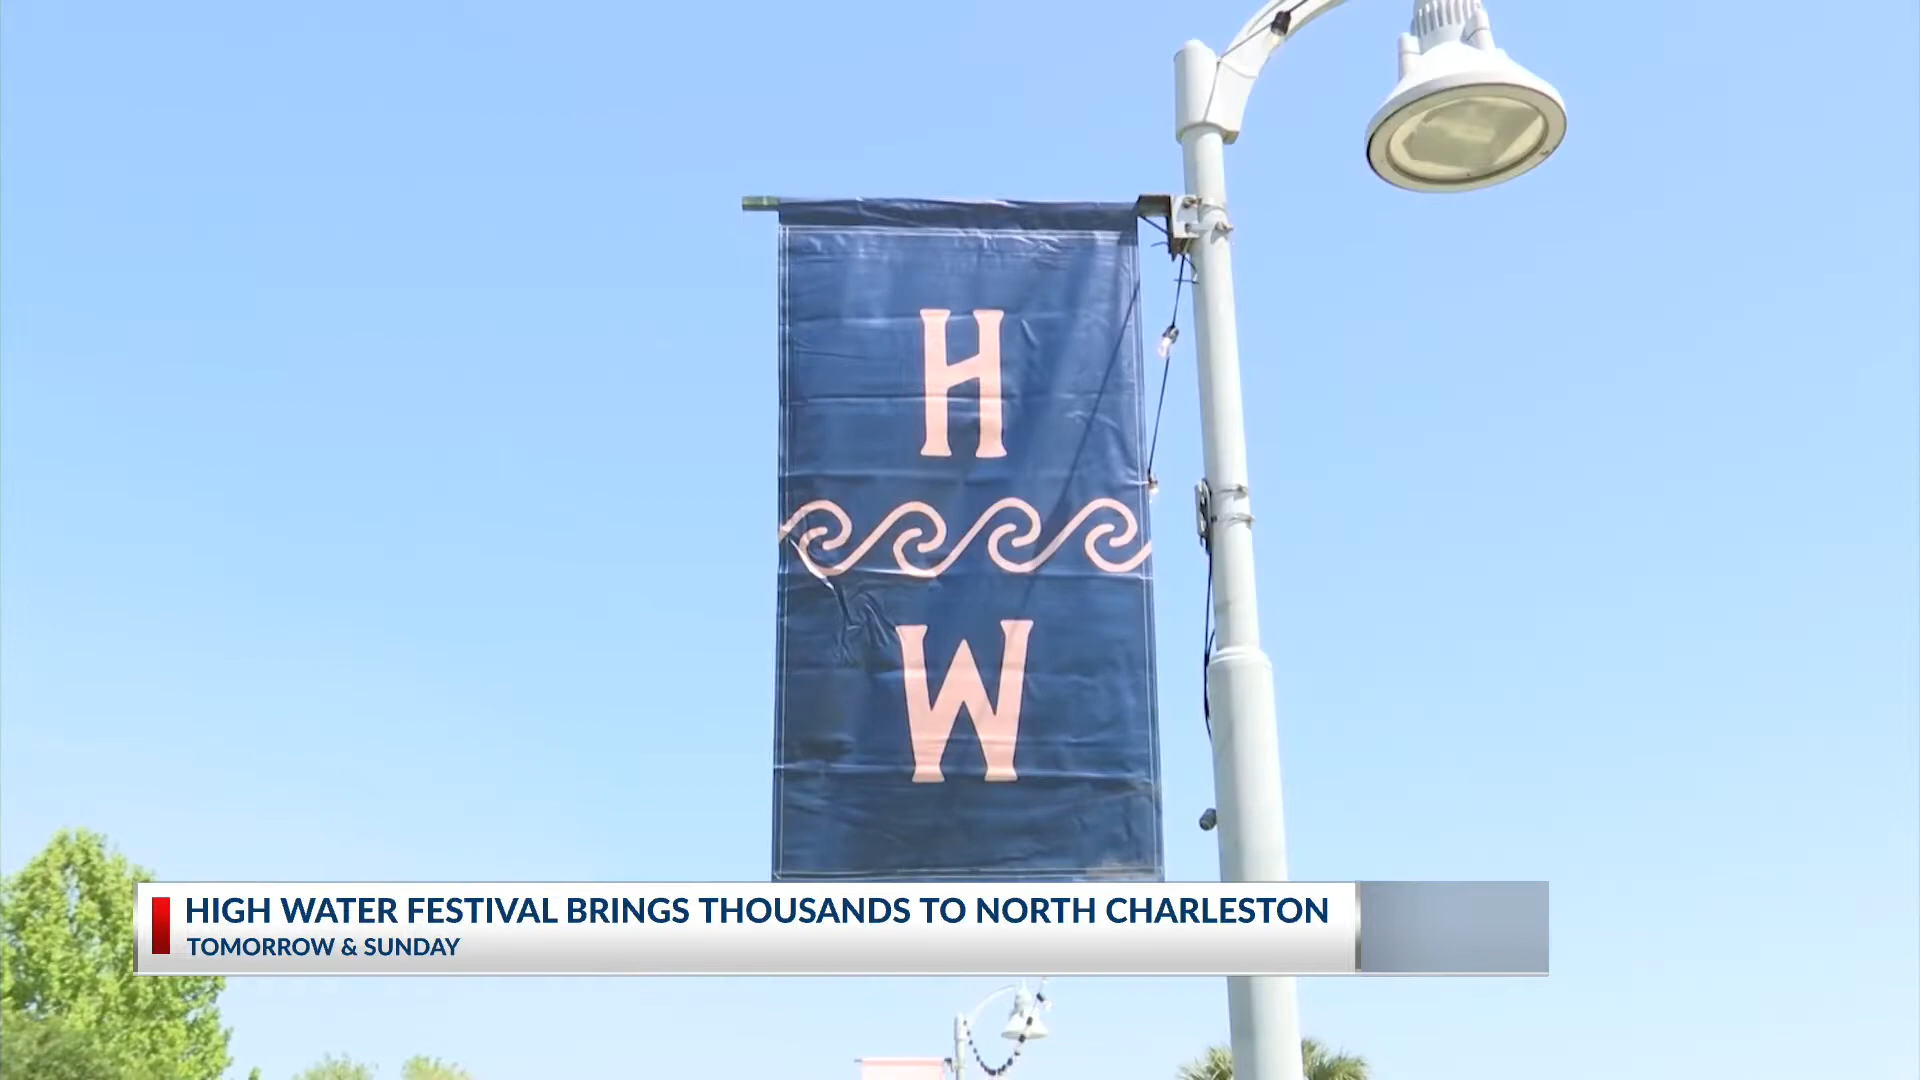 H
W
HIGH WATER FESTIVAL BRINGS THOUSANDS TO NORTH CHARLESTON
TOMORROW & SUNDAY